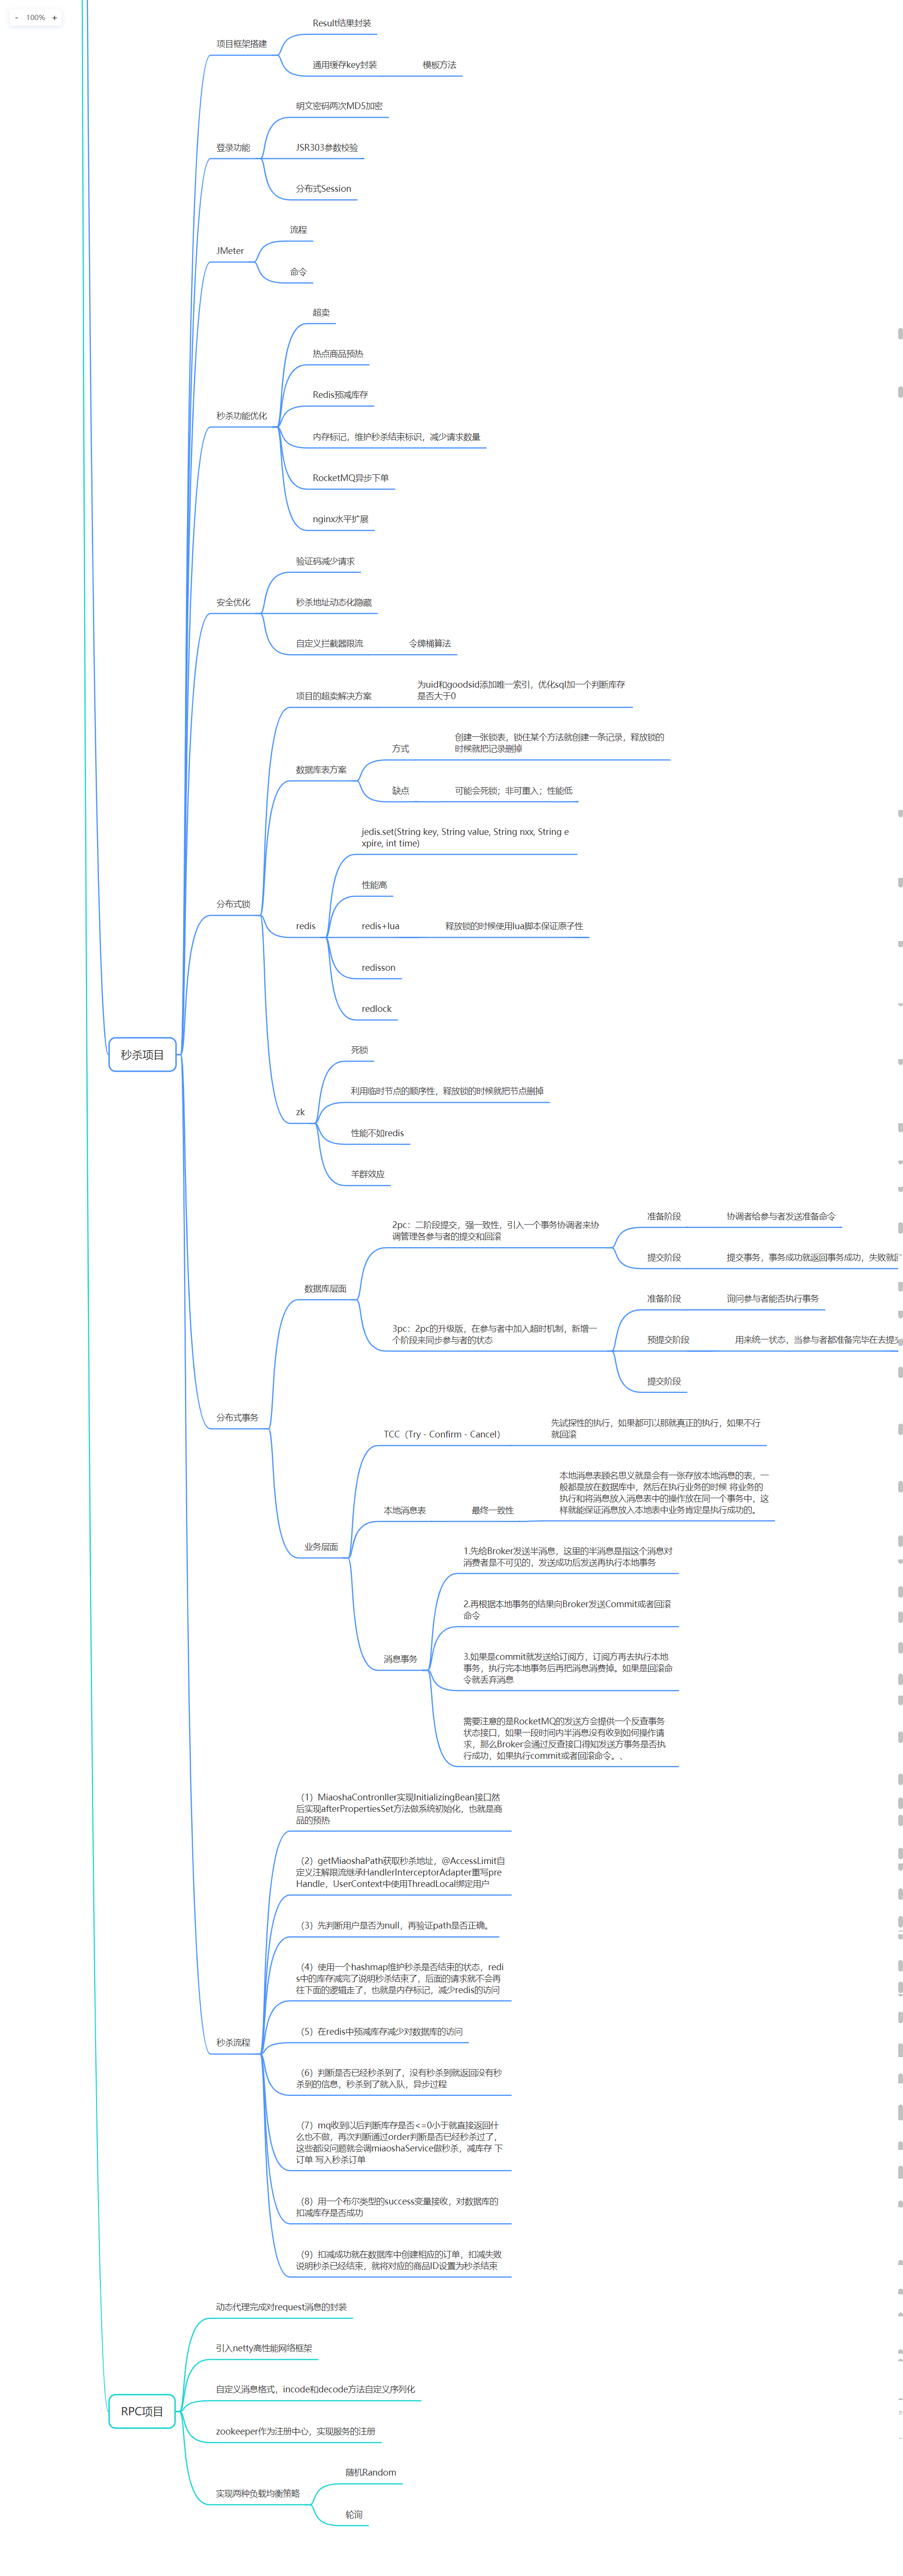 - 100% +
项目框架搭建
Result结果封装
通用缓存key封装
模板方法
登录功能
明文密码两次MD5加密
JSR303参数校验
分布式Session
JMeter
流程
命令
秒杀功能优化
超卖
热点商品预热
Redis预减库存
内存标记，维护秒杀结束标识，减少请求数量
RocketMQ异步下单
nginx水平扩展
安全优化
验证码减少请求
秒杀地址动态化隐藏
自定义拦截器限流
令牌桶算法
分布式锁
项目的超卖解决方案
为uid和goodsid添加唯一索引，优化sql加一个判断库存
是否大于0
数据库表方案
方式
创建一张锁表，锁住某个方法就创建一条记录，释放锁的
时候就把记录删掉
缺点
可能会死锁；非可重入；性能低
redis
jedis.set(String key, String value, String nxx, String e
xpire, int time)
性能高
redis+lua
释放锁的时候使用lua脚本保证原子性
redisson
redlock
秒杀项目
zk
死锁
利用临时节点的顺序性，释放锁的时候就把节点删掉
性能不如redis
羊群效应
分布式事务
数据库层面
2pc：二阶段提交，强一致性，引入一个事务协调者来协
调管理各参与者的提交和回滚
准备阶段
协调者给参与者发送准备命令
提交阶段
提交事务，事务成功就返回事务成功，失败就
3pc：2pc的升级版，在参与者中加入超时机制，新增一
个阶段来同步参与者的状态
准备阶段
询问参与者能否执行事务
预提交阶段
用来统一状态，当参与者都准备完毕在去提
提交阶段
业务层面
TCC（Try - Confirm - Cancel）
先试探性的执行，如果都可以那就真正的执行，如果不行
就回滚
本地消息表
最终一致性
本地消息表顾名思义就是会有一张存放本地消息的表，一
般都是放在数据库中，然后在执行业务的时候 将业务的
执行和将消息放入消息表中的操作放在同一个事务中，这
样就能保证消息放入本地表中业务肯定是执行成功的。
消息事务
1.先给Broker发送半消息，这里的半消息是指这个消息对
消费者是不可见的，发送成功后发送再执行本地事务
2.再根据本地事务的结果向Broker发送Commit或者回滚
命令
3.如果是commit就发送给订阅方，订阅方再去执行本地
事务，执行完本地事务后再把消息消费掉。如果是回滚命
令就丢弃消息
需要注意的是RocketMQ的发送方会提供一个反查事务
状态接口，如果一段时间内半消息没有收到如何操作请
求，那么Broker会通过反查接口得知发送方事务是否执
行成功，如果执行commit或者回滚命令。、
秒杀流程
（1）MiaoshaContronller实现InitializingBean接口然
后实现afterPropertiesSet方法做系统初始化，也就是商
品的预热
（2）getMiaoshaPath获取秒杀地址，@AccessLimit自
定义注解限流继承HandlerInterceptorAdapter重写pre
Handle，UserContext中使用ThreadLocal绑定用户
（3）先判断用户是否为null，再验证path是否正确。
（4）使用一个hashmap维护秒杀是否结束的状态，redi
s中的库存减完了说明秒杀结束了，后面的请求就不会再
往下面的逻辑走了，也就是内存标记，减少redis的访问
（5）在redis中预减库存减少对数据库的访问
（6）判断是否已经秒杀到了，没有秒杀到就返回没有秒
杀到的信息，秒杀到了就入队，异步过程
（7）mq收到以后判断库存是否<=0小于就直接返回什
么也不做，再次判断通过order判断是否已经秒杀过了，
这些都没问题就会调miaoshaService做秒杀，减库存 下
订单 写入秒杀订单
（8）用一个布尔类型的success变量接收，对数据库的
扣减库存是否成功
（9）扣减成功就在数据库中创建相应的订单，扣减失败
说明秒杀已经结束，就将对应的商品ID设置为秒杀结束
RPC项目
动态代理完成对request消息的封装
引入netty高性能网络框架
自定义消息格式，incode和decode方法自定义序列化
zookeeper作为注册中心，实现服务的注册
实现两种负载均衡策略
随机Random
轮询